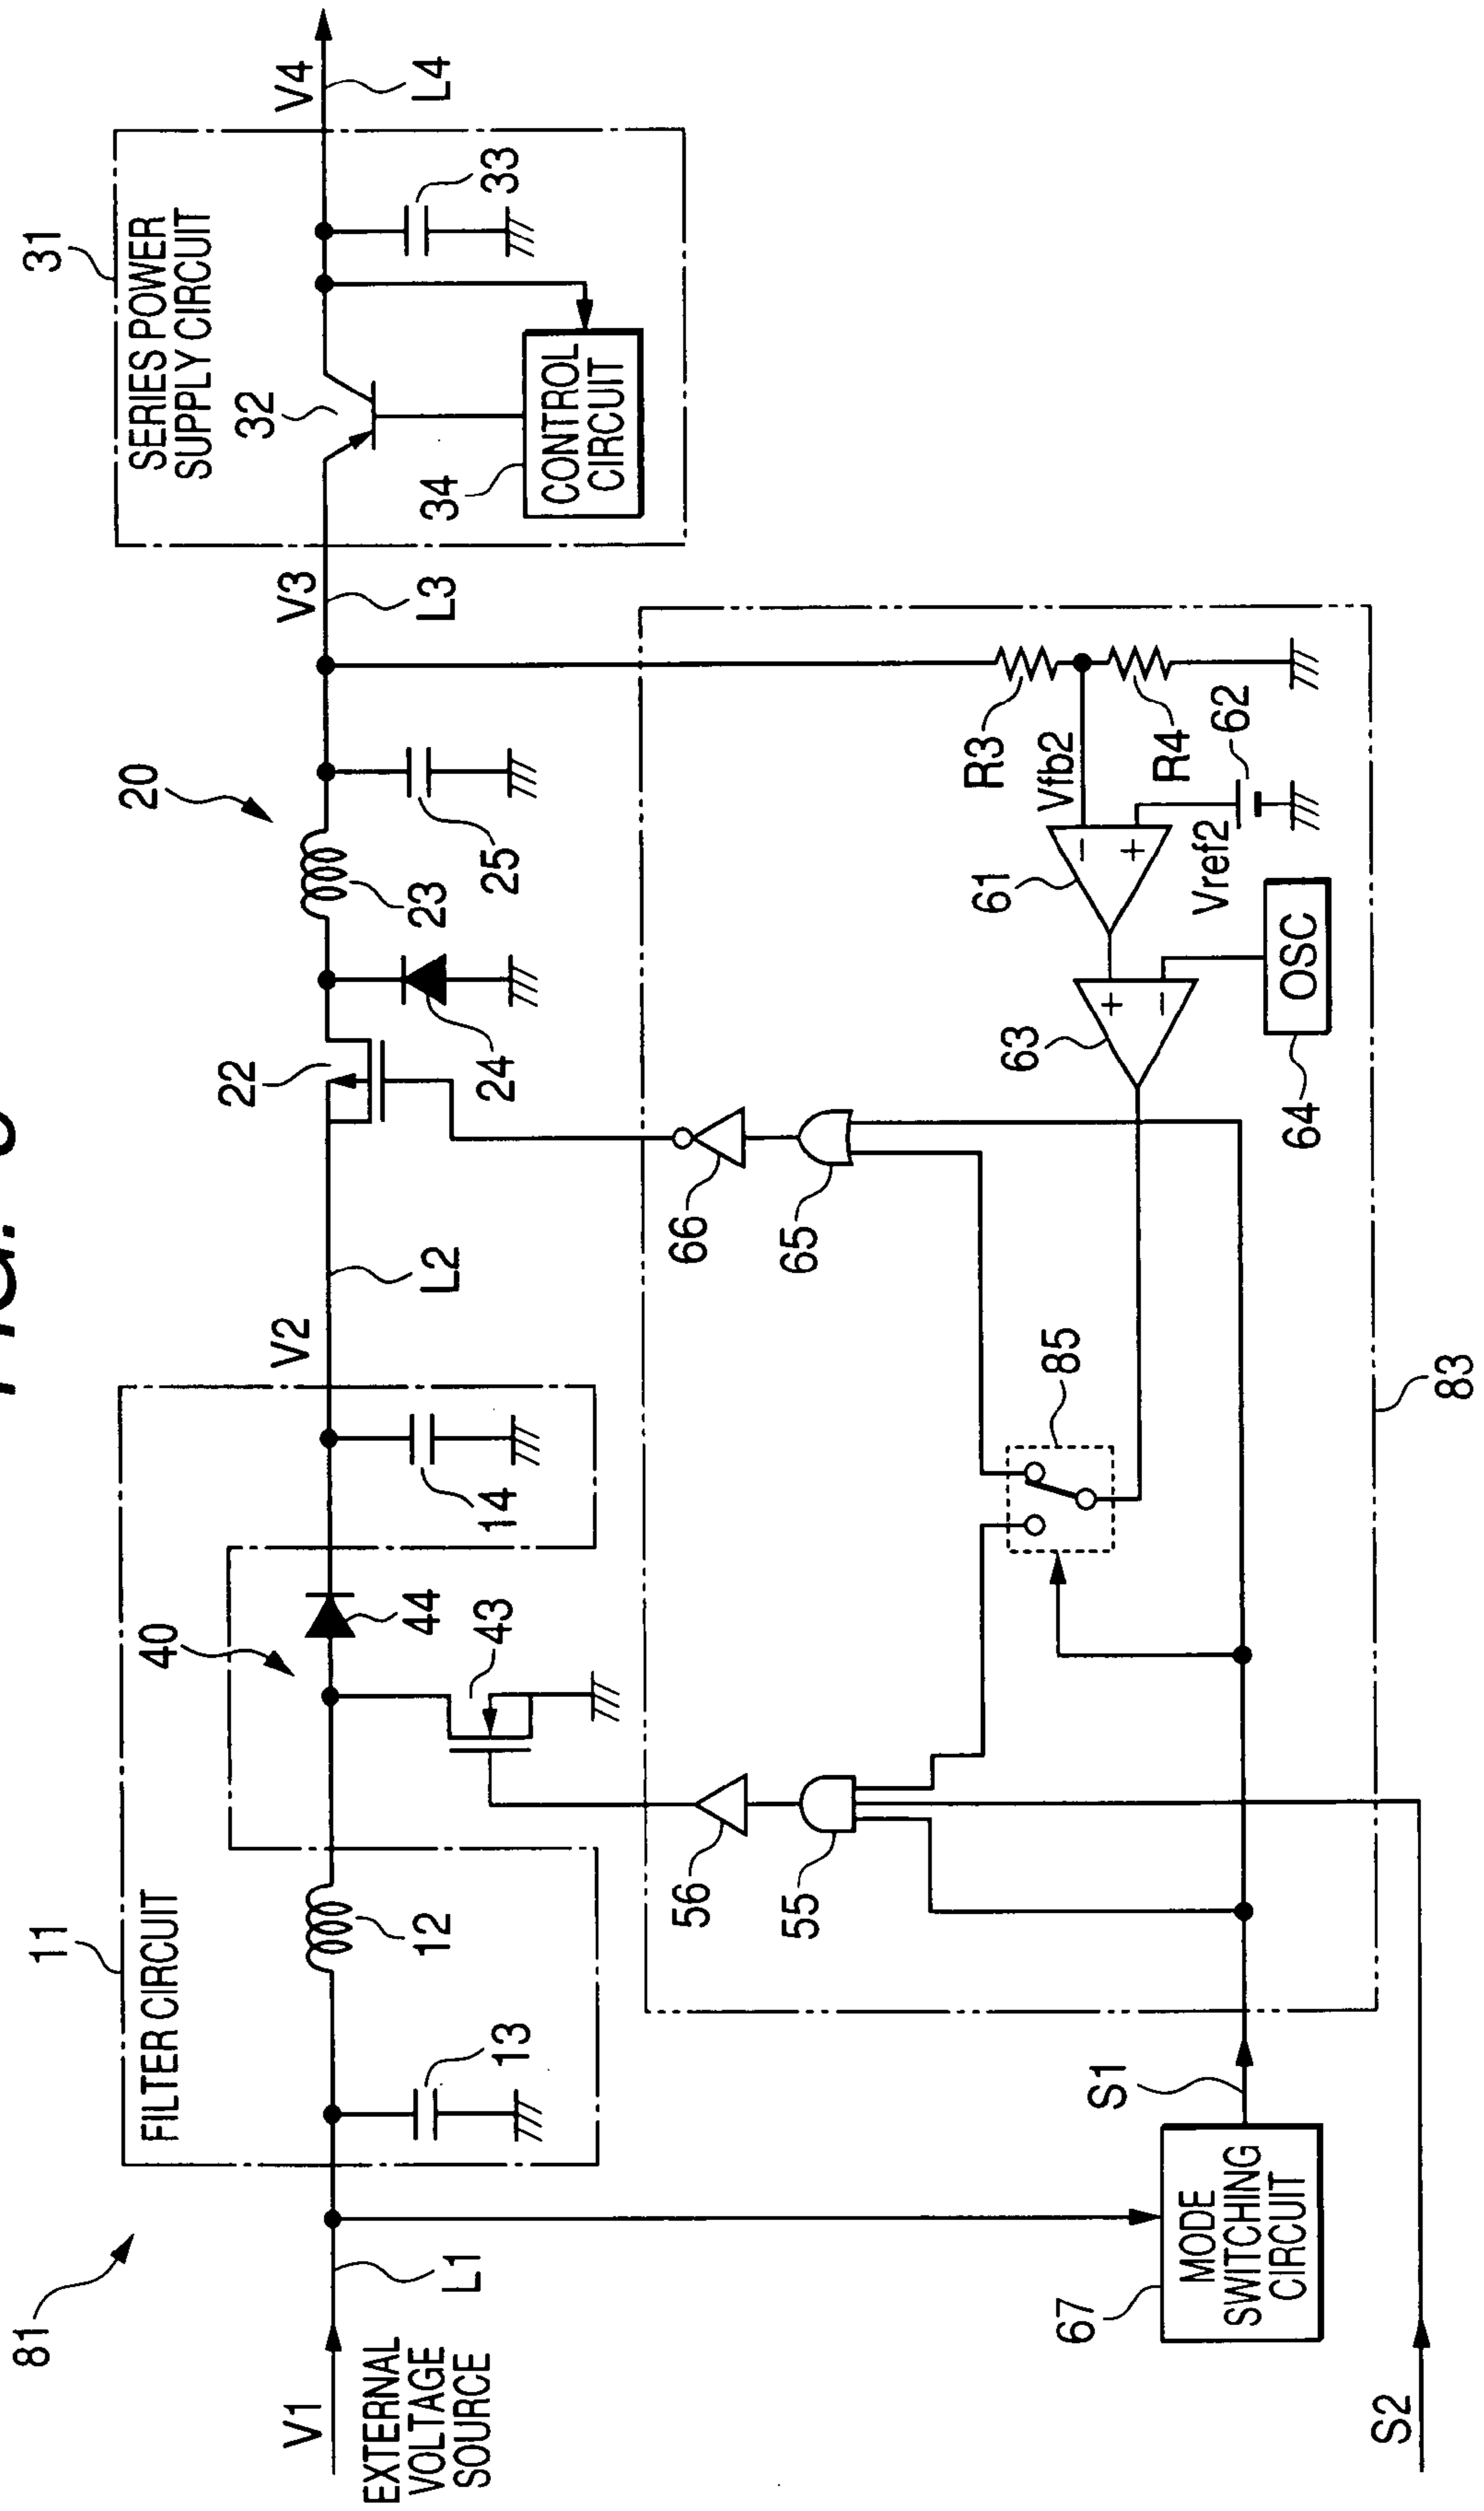 81
11
FILTER CIRCUIT
40
20
31
SERIES POWER
SUPPLY CIRCUIT
V1
EXTERNAL
VOLTAGE
SOURCE
L1
13
12
43
44
14
V2
L2
22
24
23
25
V3
L3
32
34
CONTROL
CIRCUIT
33
V4
L4
56
55
66
65
85
63
61
R3
Vfb2
R4
62
Vref2
+
−
−
+
OSC
64
83
67
MODE
SWITCHING
CIRCUIT
S1
S2